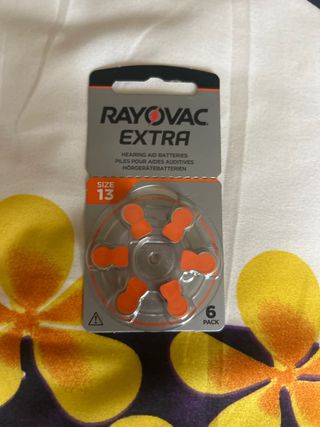 RAYOVAC
EXTRA
HEARING AID BATTERIES
PILES POUR AIDES AUDITIVES
HÖRGERÄTEBATTERIEN
SIZE
13
6
PACK